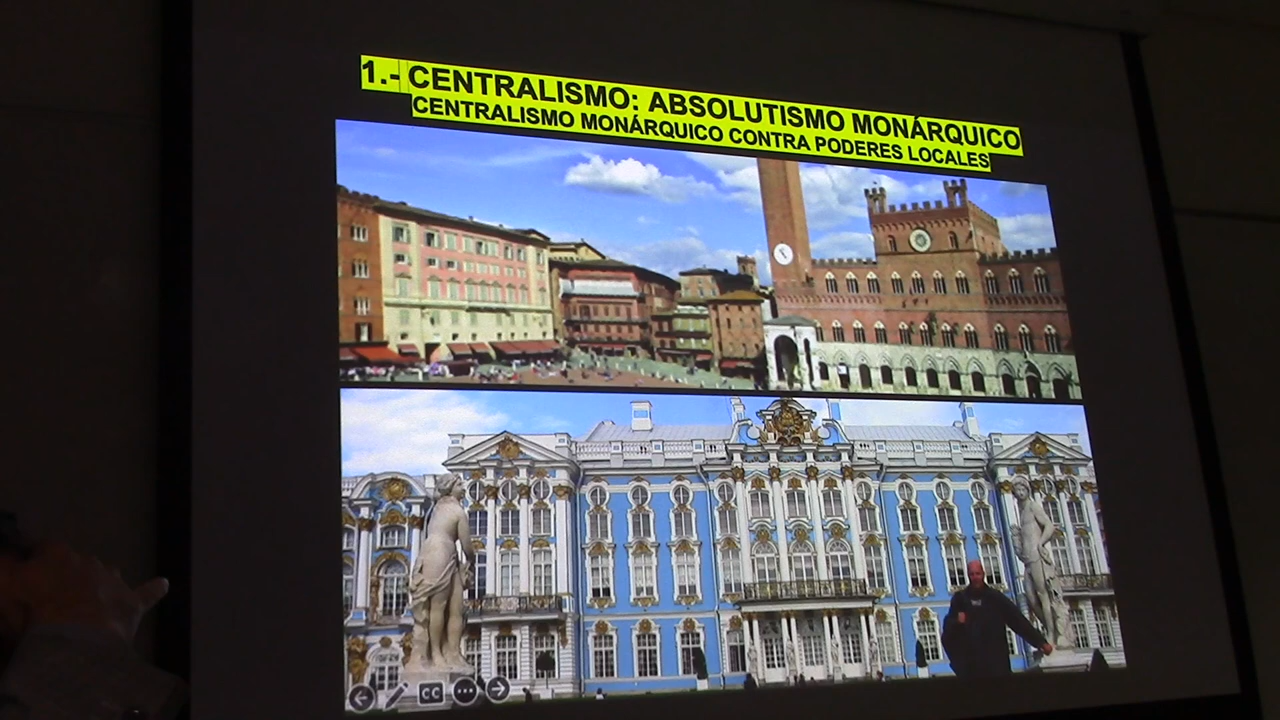 1.- CENTRALISMO: ABSOLUTISMO MONÁRQUICO
CENTRALISMO MONÁRQUICO CONTRA PODERES LOCALES
CC